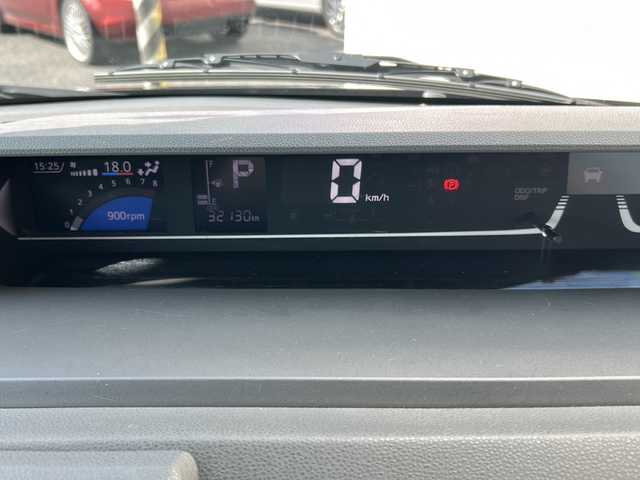 15:25 18.0
0 1 2 3 4 5 6 7 8
900rpm
F
E
P
32130km
0 km/h
P
ODO/TRIP
DISP